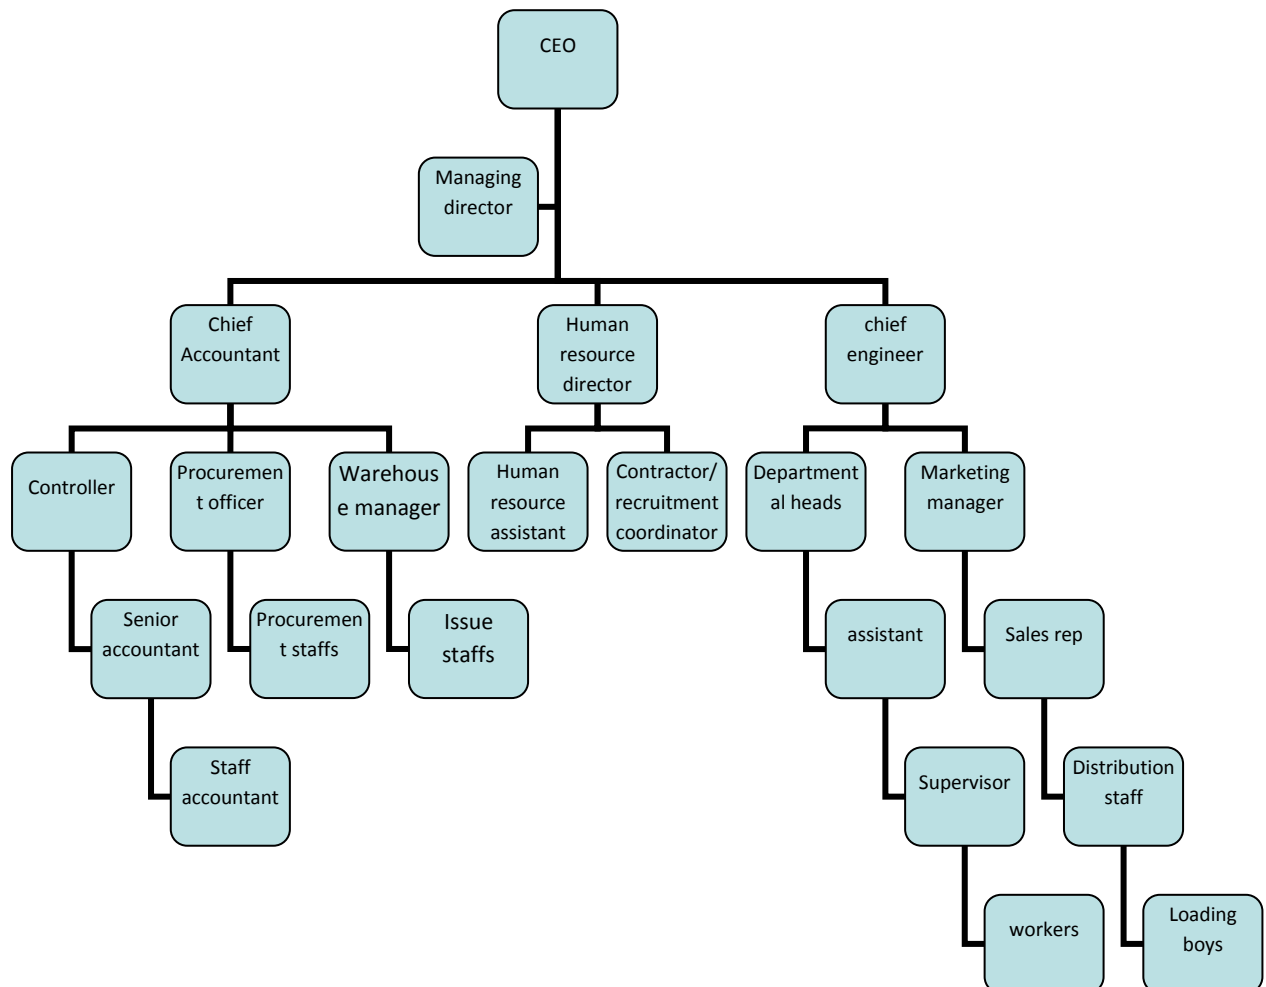 CEO
Managing
director
Chief
Accountant
Human
resource
director
chief
engineer
Controller
Procuremen
t officer
Warehous
e manager
Human
resource
assistant
Contractor/
recruitment
coordinator
Department
al heads
Marketing
manager
Senior
accountant
Procuremen
t staffs
Issue
staffs
assistant
Sales rep
Staff
accountant
Supervisor
Distribution
staff
workers
Loading
boys